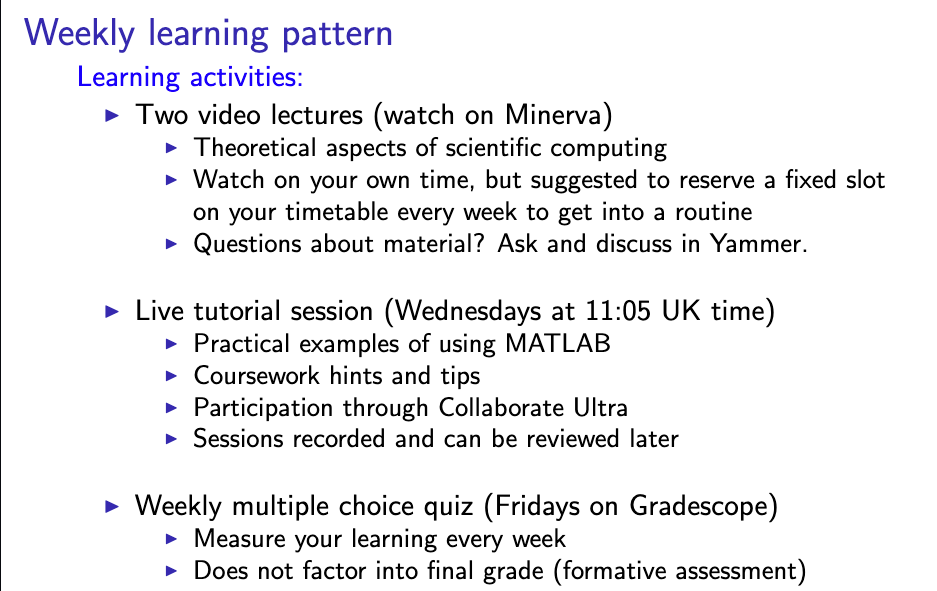 Weekly learning pattern
Learning activities:
Two video lectures (watch on Minerva)
Theoretical aspects of scientific computing
Watch on your own time, but suggested to reserve a fixed slot
on your timetable every week to get into a routine
Questions about material? Ask and discuss in Yammer.
Live tutorial session (Wednesdays at 11:05 UK time)
Practical examples of using MATLAB
Coursework hints and tips
Participation through Collaborate Ultra
Sessions recorded and can be reviewed later
Weekly multiple choice quiz (Fridays on Gradescope)
Measure your learning every week
Does not factor into final grade (formative assessment)